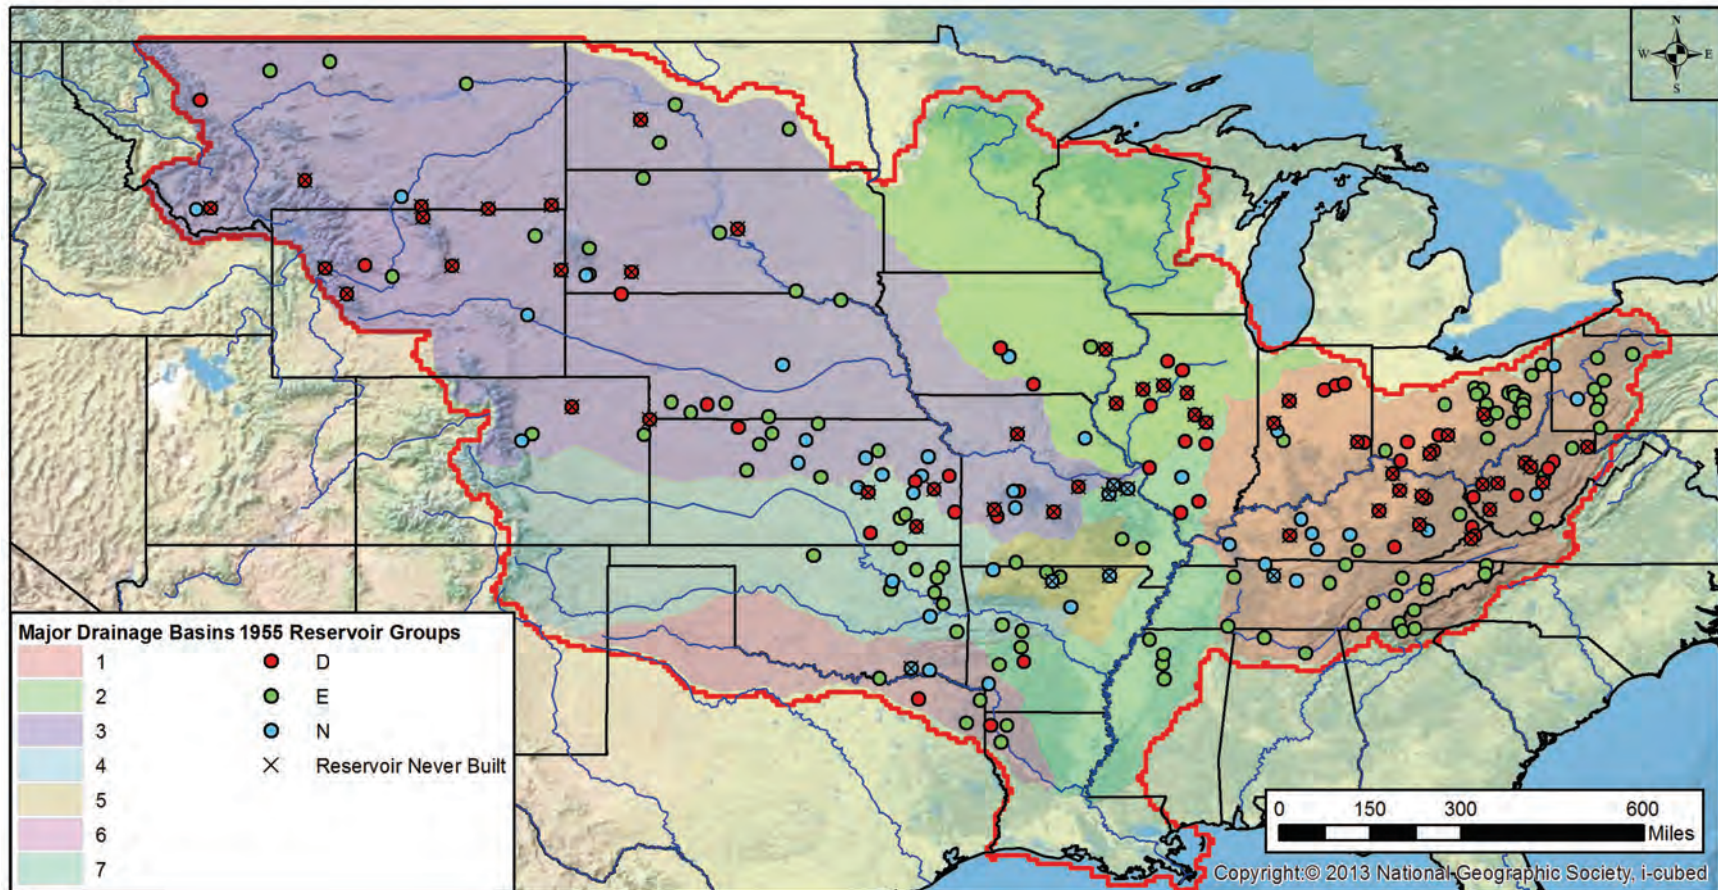 N
W E
S
Major Drainage Basins 1955 Reservoir Groups
1 D
2 E
3 N
4 Reservoir Never Built
5
6
7
0 150 300 600
Miles
Copyright:© 2013 National Geographic Society, i-cubed